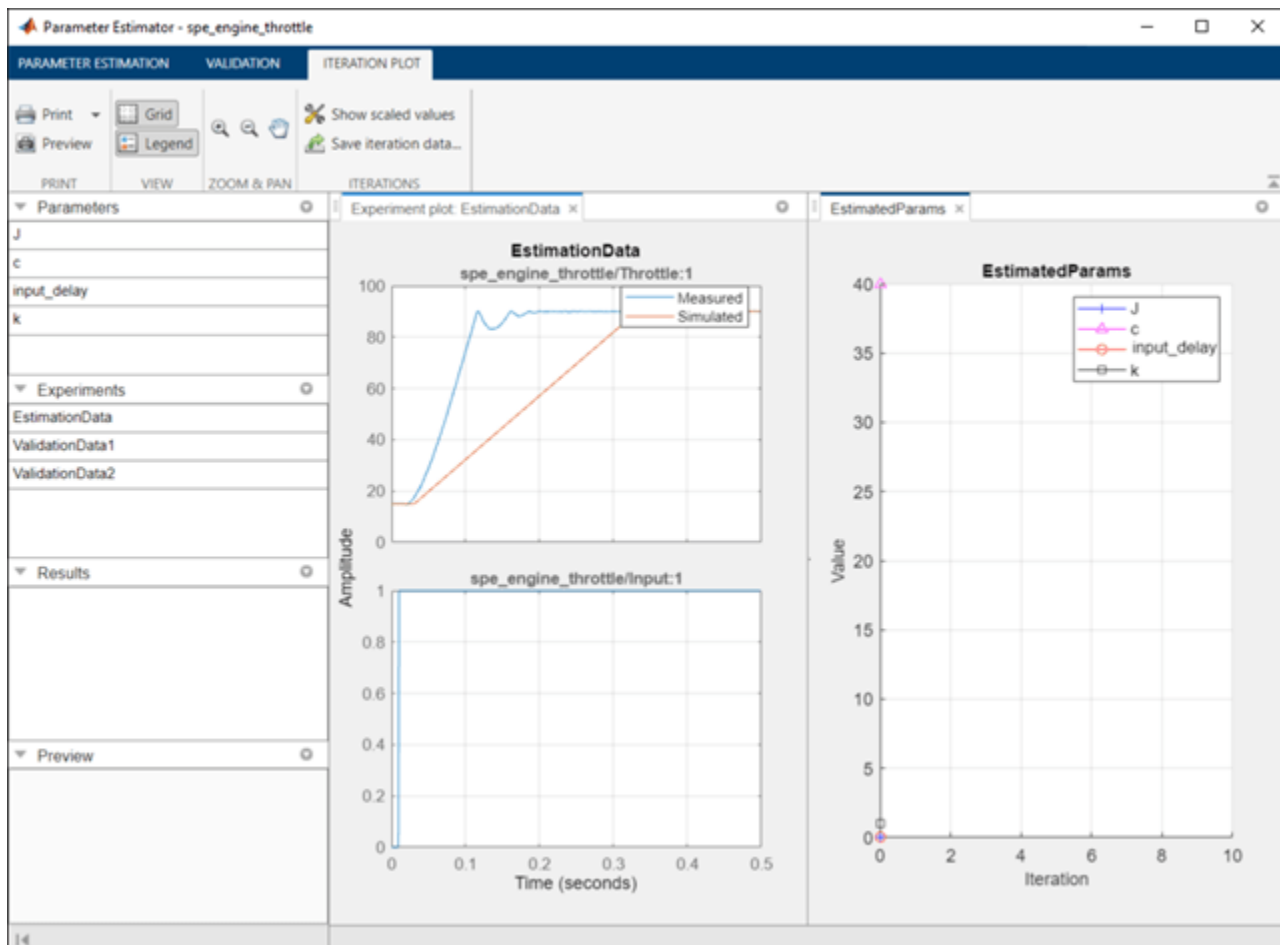 Parameter Estimator - spe_engine_throttle
PARAMETER ESTIMATION VALIDATION ITERATION PLOT
Print Grid Show scaled values
Preview Legend Save iteration data...
PRINT VIEW ZOOM & PAN ITERATIONS
Parameters
J
c
input_delay
k
Experiments
EstimationData
ValidationData1
ValidationData2
Results
Preview
Experiment plot: EstimationData
EstimationData
spe_engine_throttle/Throttle:1
100
80
60
40
20
0
Measured
Simulated
Amplitude
spe_engine_throttle/Input:1
1
0.8
0.6
0.4
0.2
0
0 0.1 0.2 0.3 0.4 0.5
Time (seconds)
EstimatedParams
EstimatedParams
40
35
30
25
20
15
10
5
0
J
c
input_delay
k
Value
0 2 4 6 8 10
Iteration